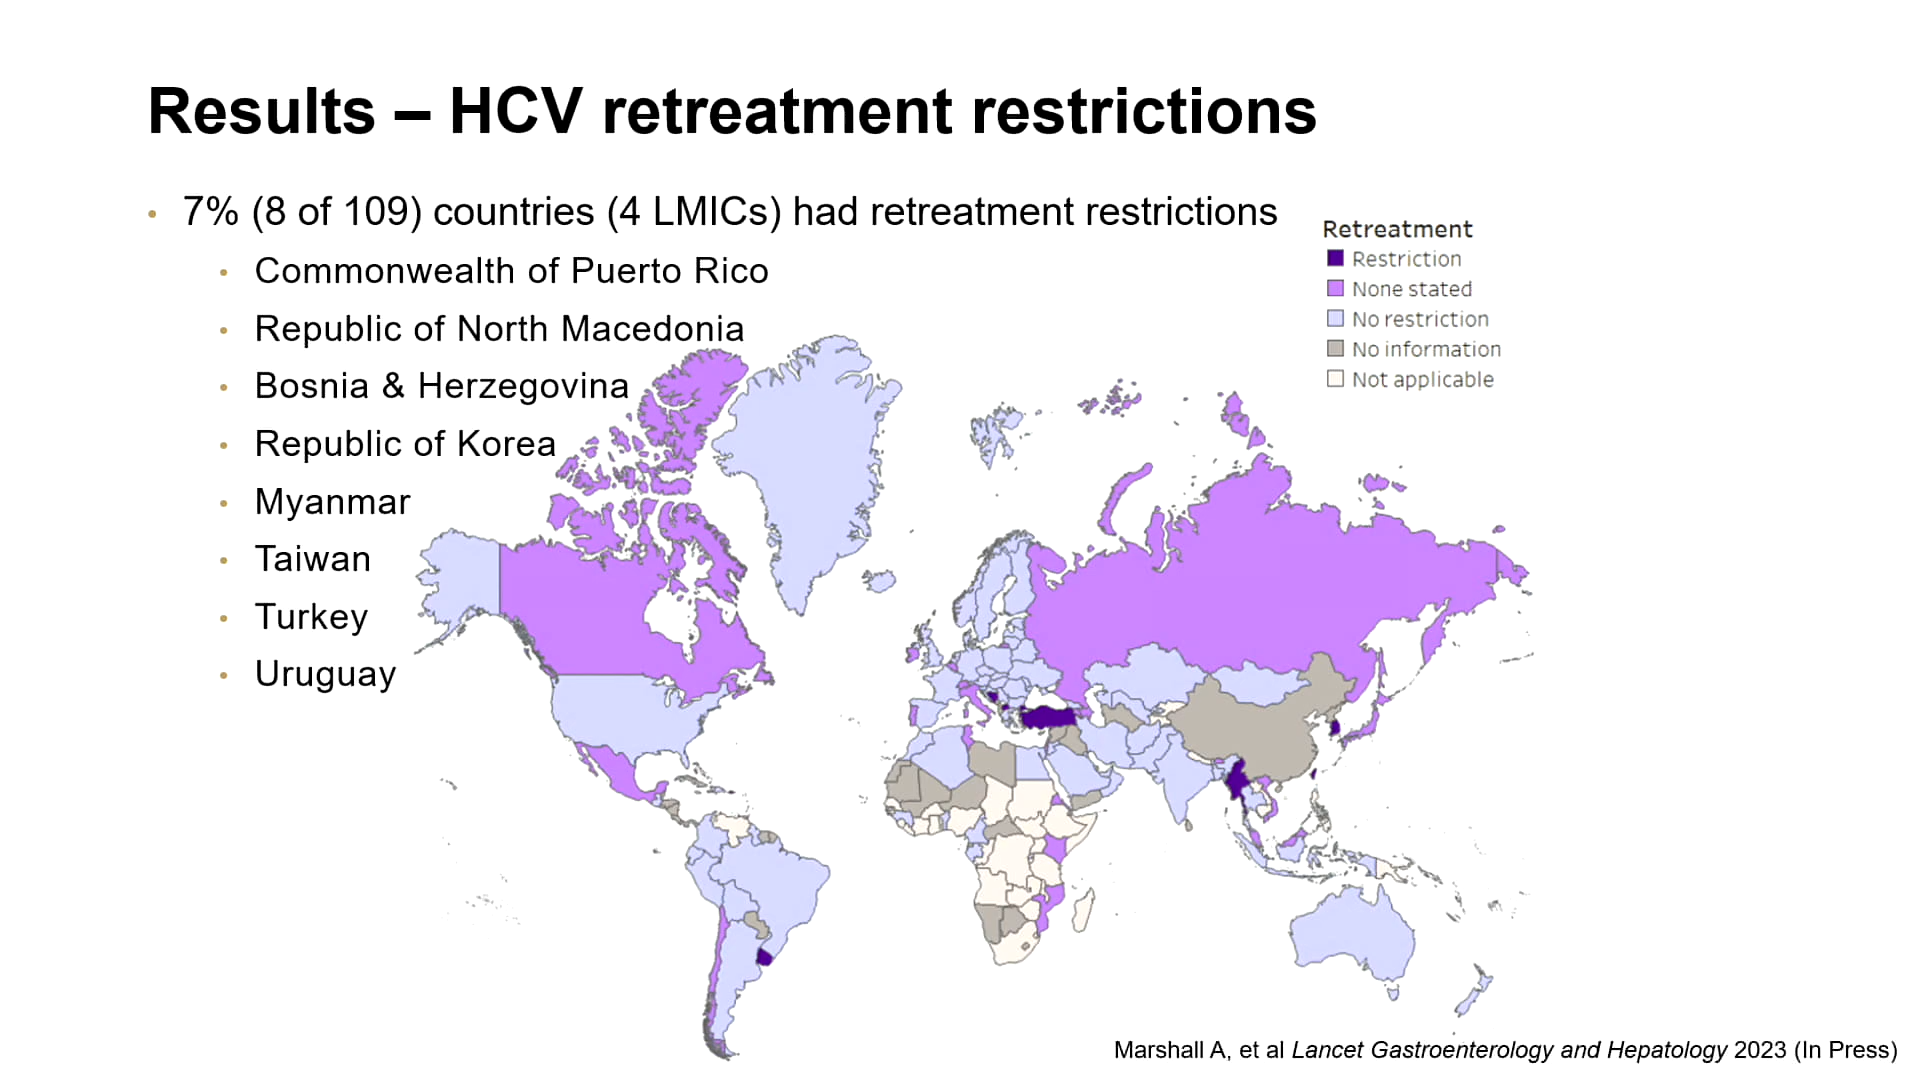 Results – HCV retreatment restrictions
• 7% (8 of 109) countries (4 LMICs) had retreatment restrictions
• Commonwealth of Puerto Rico
• Republic of North Macedonia
• Bosnia & Herzegovina
• Republic of Korea
• Myanmar
• Taiwan
• Turkey
• Uruguay
Retreatment
Restriction
None stated
No restriction
No information
Not applicable
Marshall A, et al Lancet Gastroenterology and Hepatology 2023 (In Press)